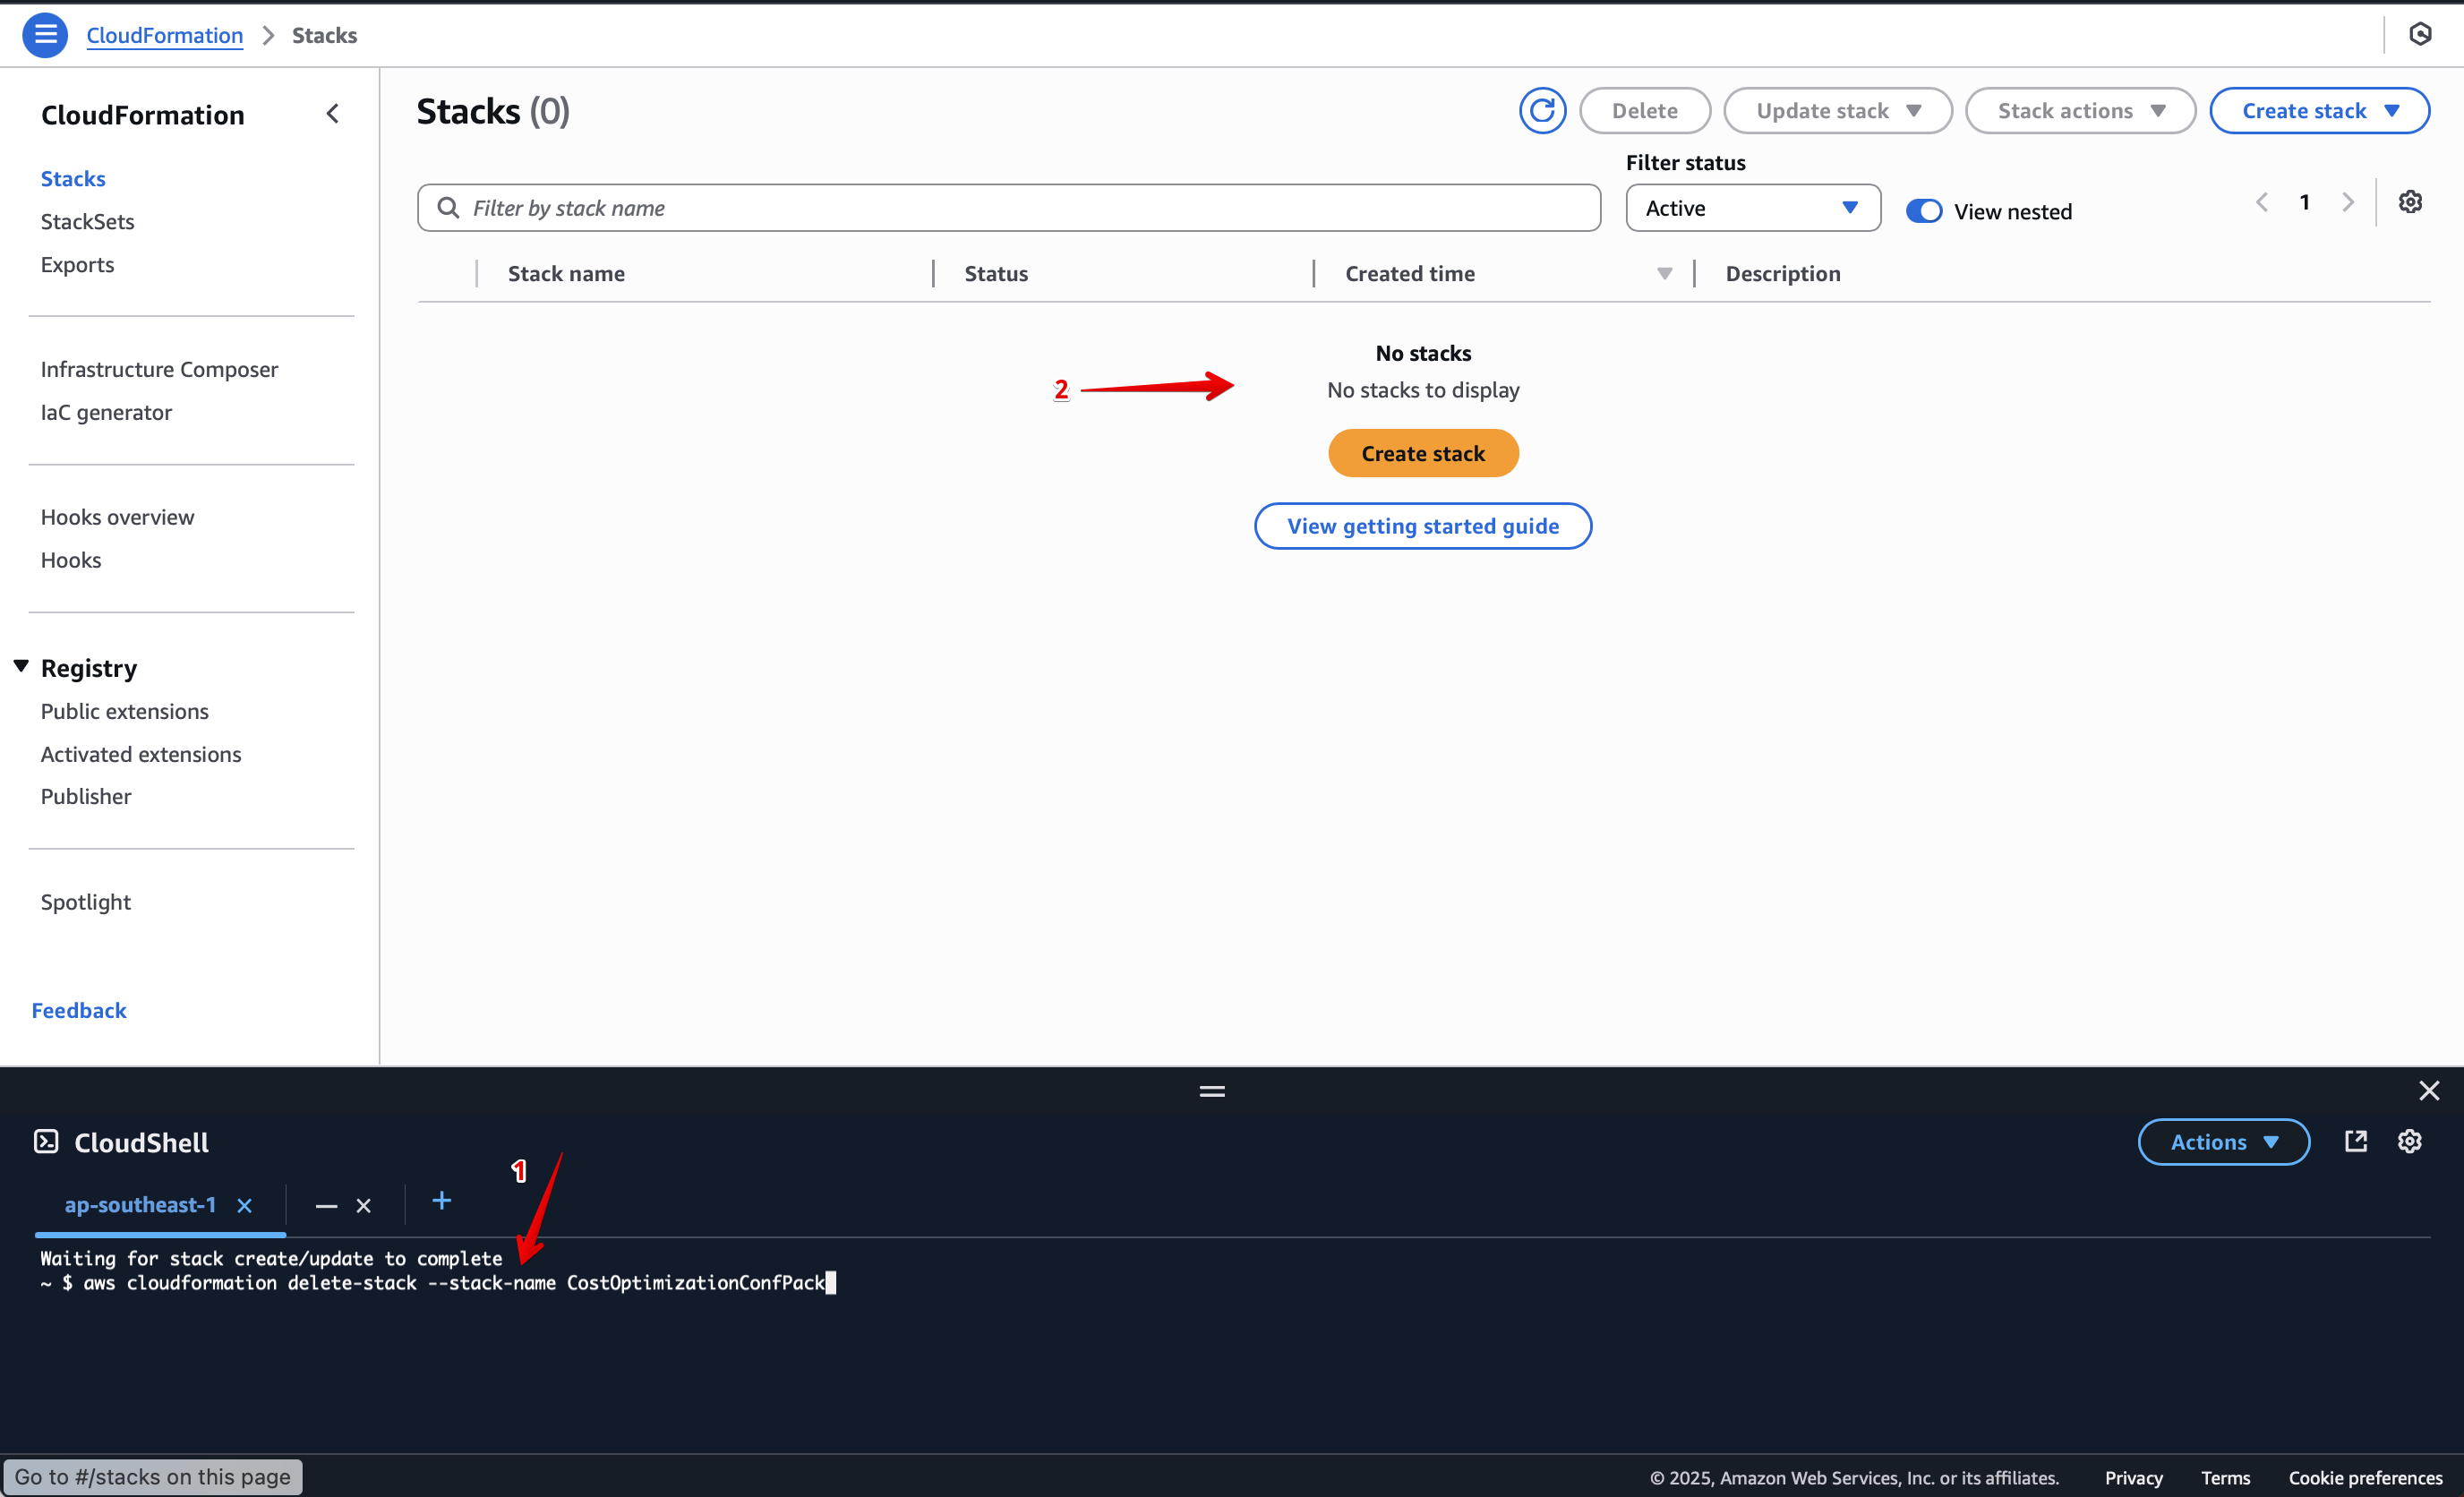 CloudFormation > Stacks
CloudFormation
Stacks
StackSets
Exports
Infrastructure Composer
IaC generator
Hooks overview
Hooks
Registry
Public extensions
Activated extensions
Publisher
Spotlight
Feedback
Stacks (0)
Delete
Update stack
Stack actions
Create stack
Filter by stack name
Filter status
Active
View nested
1
Stack name
Status
Created time
Description
No stacks
2
No stacks to display
Create stack
View getting started guide
CloudShell
Actions
1
ap-southeast-1
Waiting for stack create/update to complete
~ $ aws cloudformation delete-stack --stack-name CostOptimizationConfPack
Go to #/stacks on this page
© 2025, Amazon Web Services, Inc. or its affiliates.
Privacy
Terms
Cookie preferences